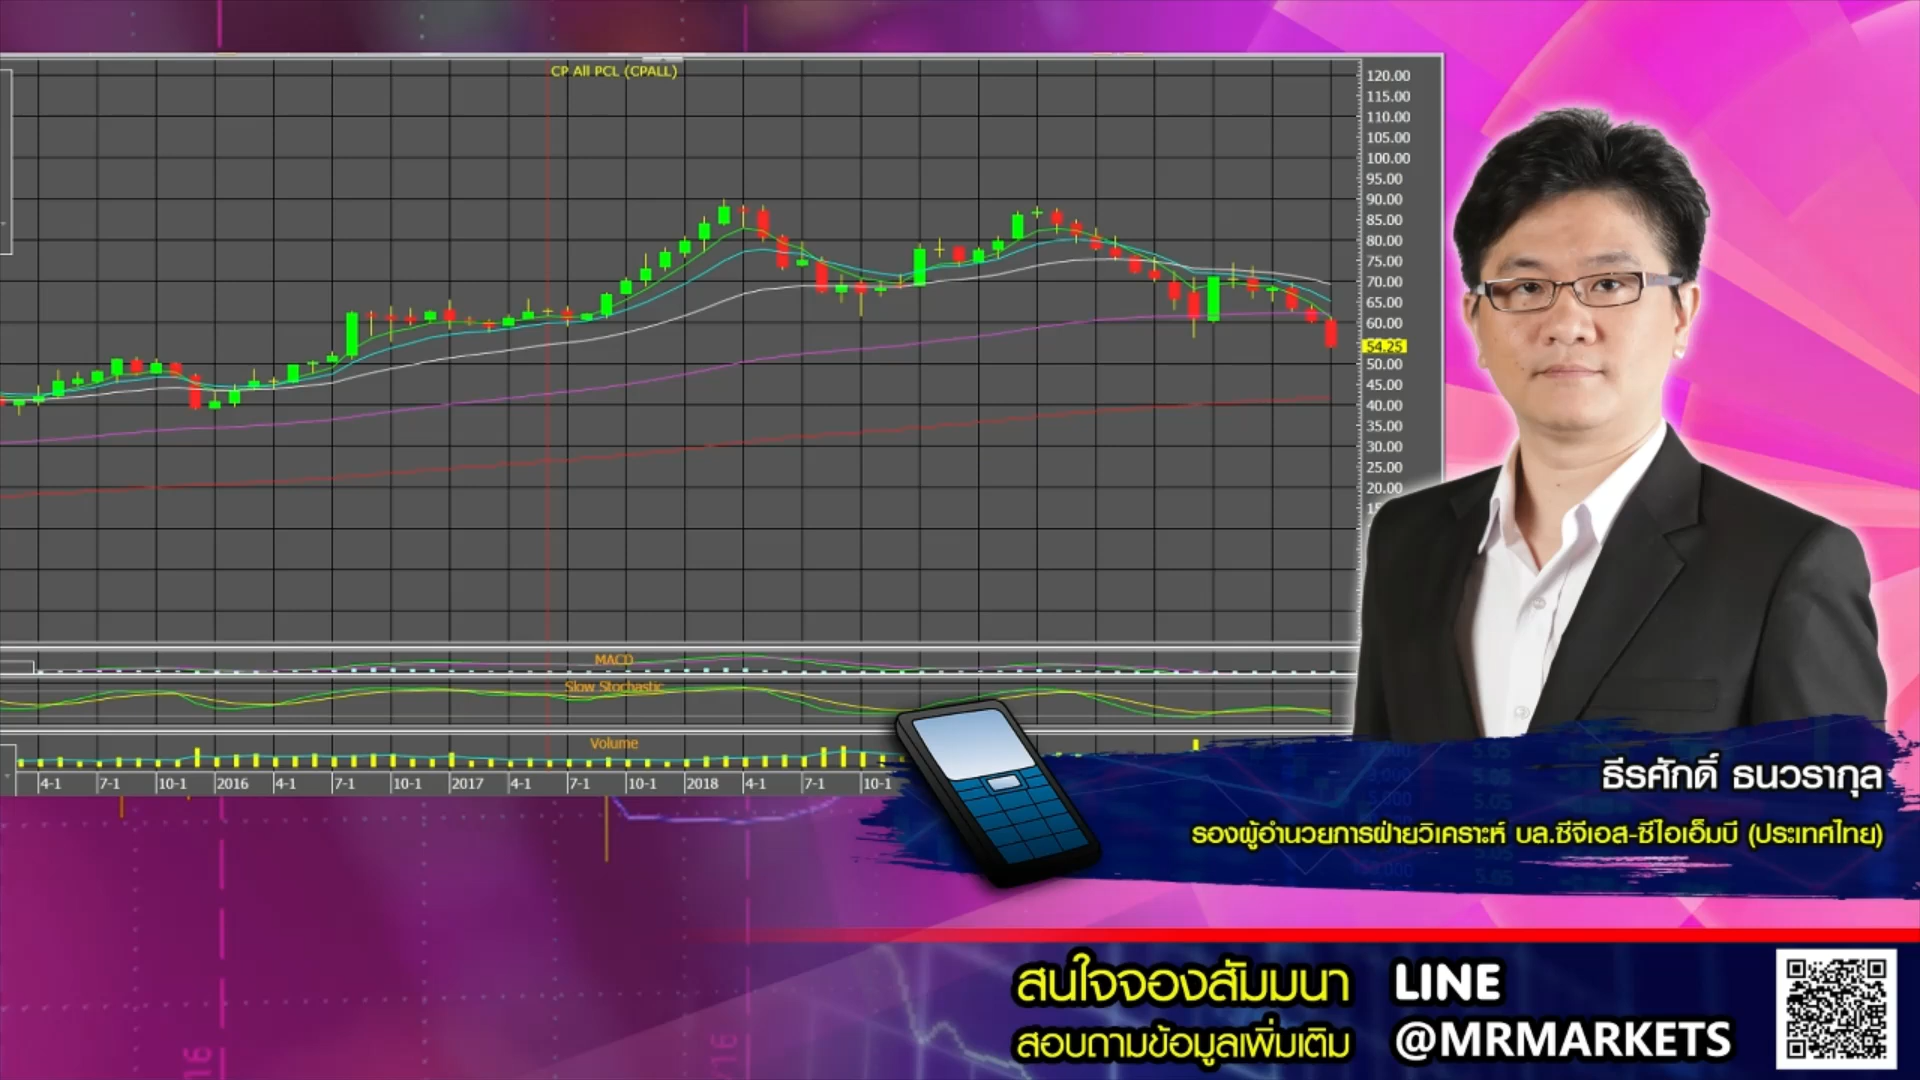 CP All PCL (CPALL)
120.00
115.00
110.00
105.00
100.00
95.00
90.00
85.00
80.00
75.00
70.00
65.00
60.00
54.25
50.00
45.00
40.00
35.00
30.00
25.00
20.00
MACD
Slow Stochastic
Volume
4-1 7-1 10-1 2016 4-1 7-1 10-1 2017 4-1 7-1 10-1 2018 4-1 7-1 10-1
ธีรศักดิ์ ธนวรากุล
รองผู้อำนวยการฝ่ายวิเคราะห์ บล.ซีจีเอส-ซีไอเอ็มบี (ประเทศไทย)
สนใจจองสัมมนา LINE
สอบถามข้อมูลเพิ่มเติม @MRMARKETS